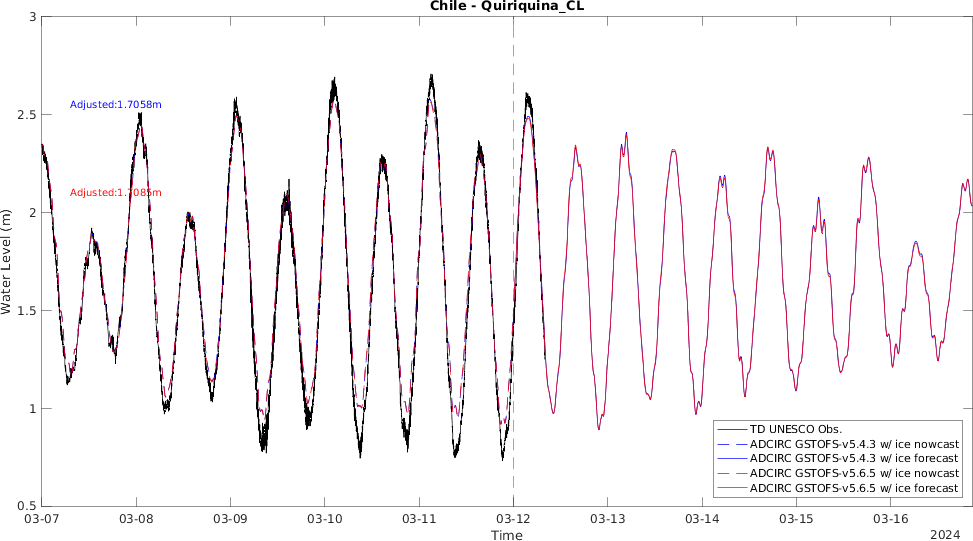 Chile - Quiriquina_CL
3
2.5
2
1.5
1
0.5
Water Level (m)
Adjusted:1.7058m
Adjusted:1.7085m
TD UNESCO Obs.
ADCIRC GSTOFS-v5.4.3 w/ ice nowcast
ADCIRC GSTOFS-v5.4.3 w/ ice forecast
ADCIRC GSTOFS-v5.6.5 w/ ice nowcast
ADCIRC GSTOFS-v5.6.5 w/ ice forecast
03-07 03-08 03-09 03-10 03-11 03-12 03-13 03-14 03-15 03-16
Time
2024